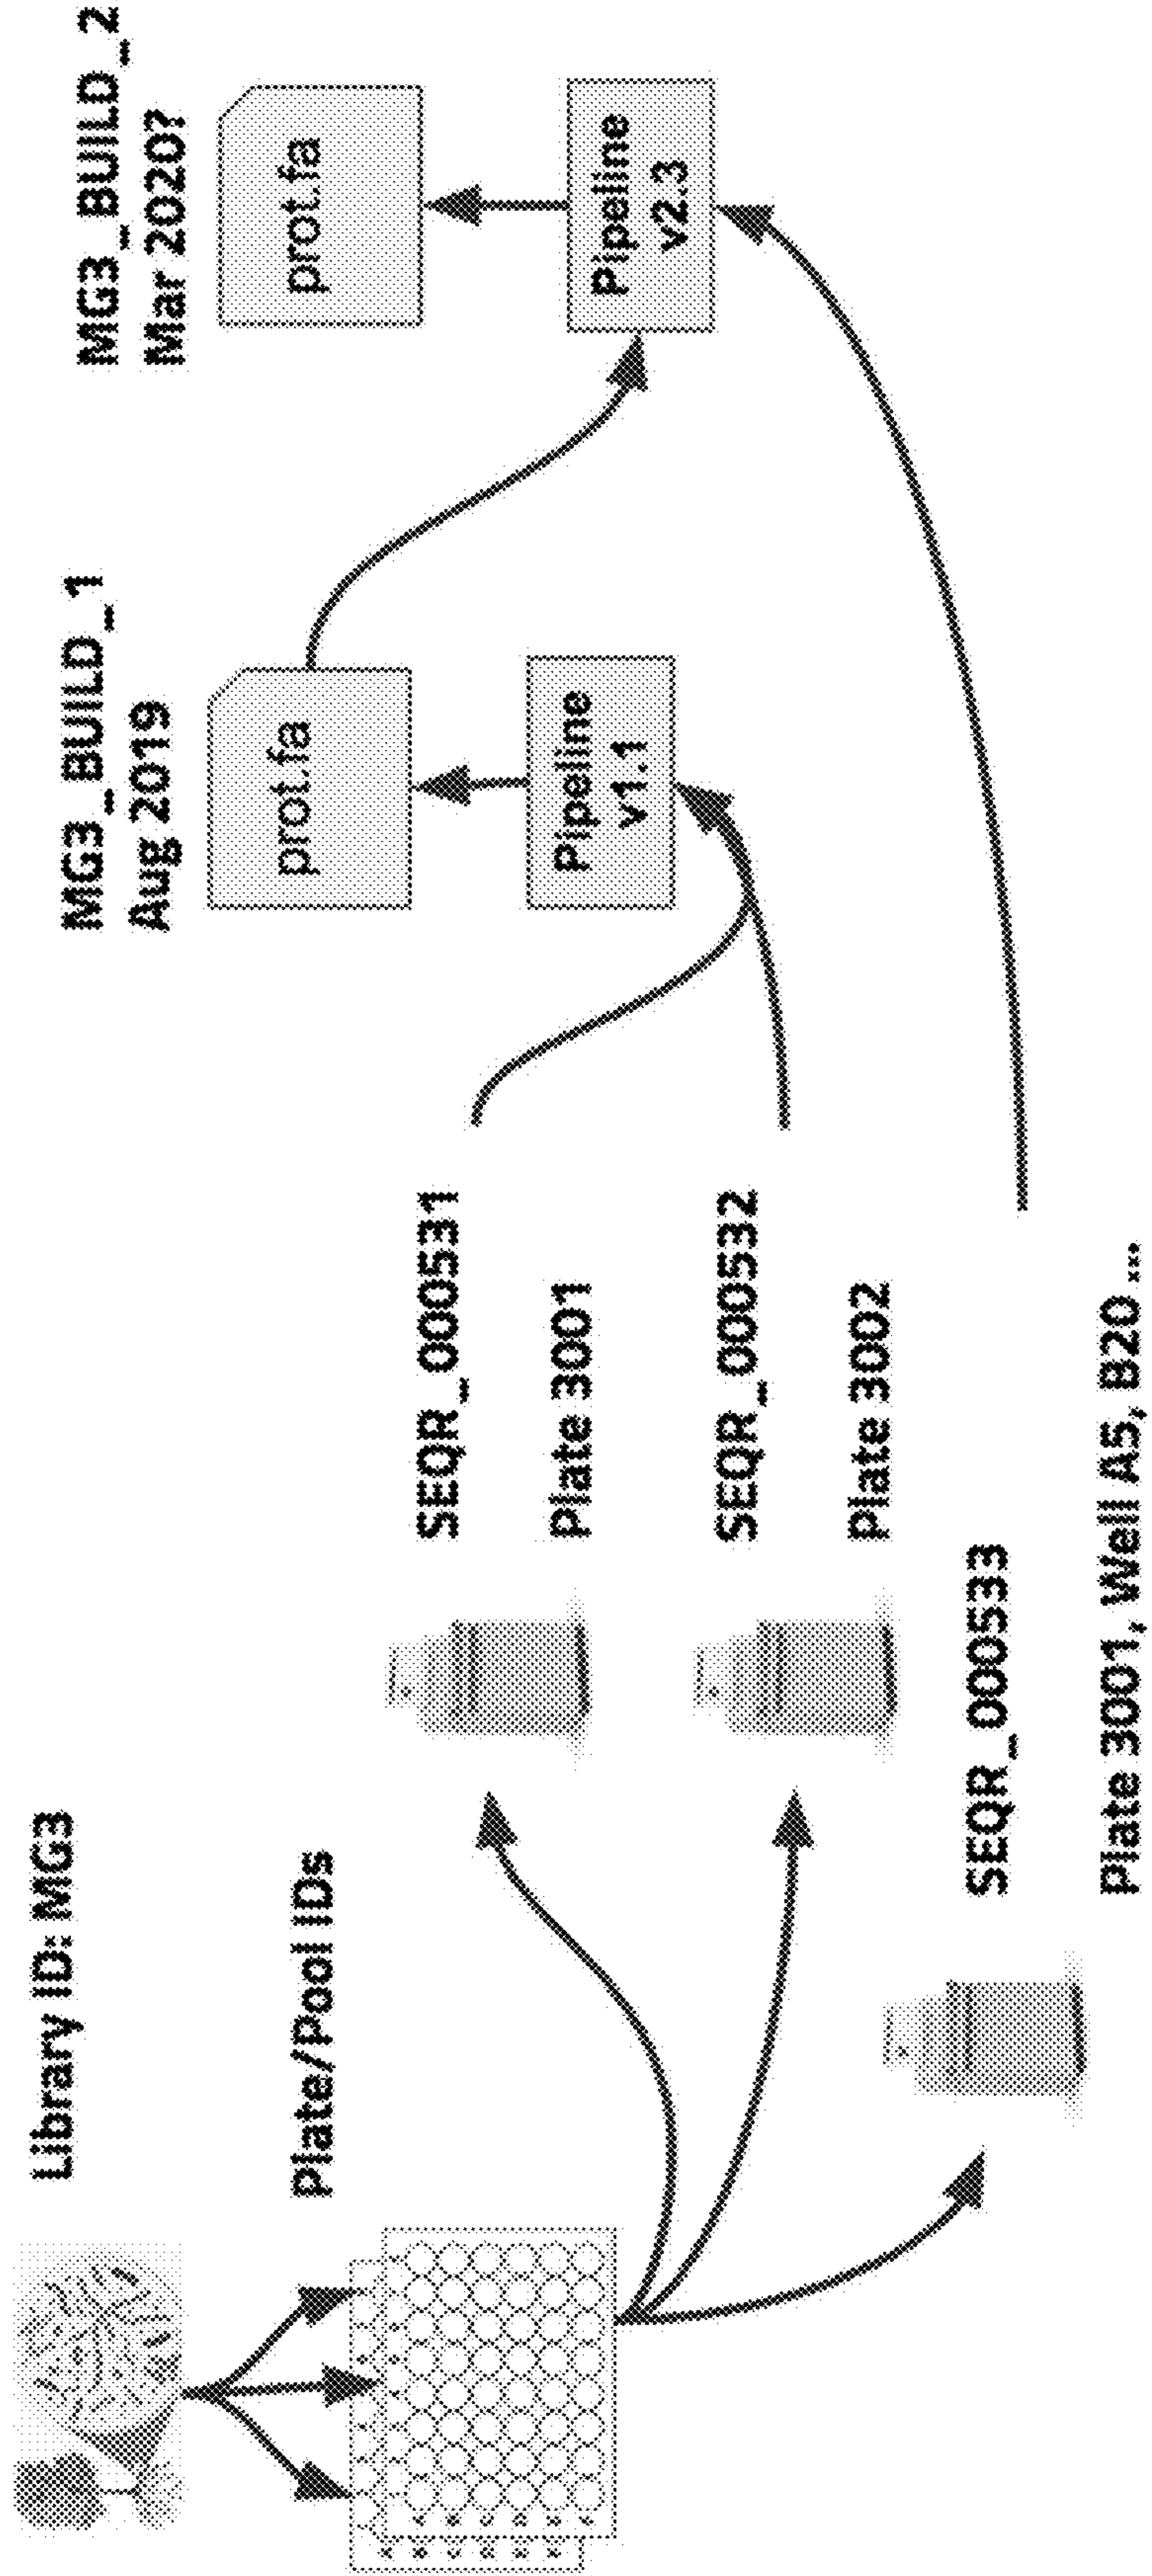 Library ID: MG3
Plate/Pool IDs
SEQR_000531
Plate 3001
SEQR_000532
Plate 3002
SEQR_000533
Plate 3001, Well A5, B20 ...
MG3_BUILD_1
Aug 2019
prot.fa
Pipeline
v1.1
MG3_BUILD_2
Mar 2020?
prot.fa
Pipeline
v2.3